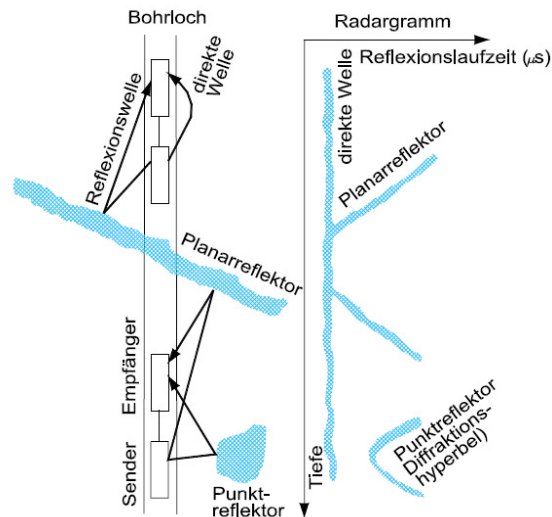 Bohrloch
Radargramm
Reflexionslaufzeit (µs)
direkte
Welle
Reflexionswelle
Planarreflektor
Empfänger
Sender
Punkt-
reflektor
direkte Welle
Planarreflektor
Tiefe
Punktreflektor
Diffraktions-
hyperbel)